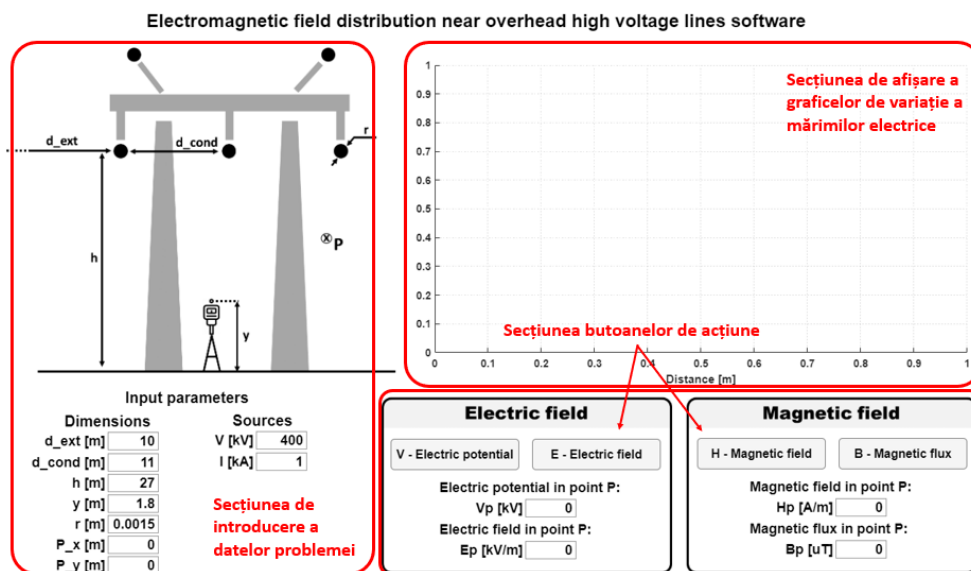 Electromagnetic field distribution near overhead high voltage lines software
d_ext
d_cond
r
h
P
y
Input parameters
Dimensions
d_ext [m] 10
d_cond [m] 11
h [m] 27
y [m] 1.8
r [m] 0.0015
P_x [m] 0
P_y [m] 0
Sources
V [kV] 400
I [kA] 1
Secțiunea de
introducere a
datelor problemei
Secțiunea de afișare a
graficelor de variație a
mărimilor electrice
1
0.9
0.8
0.7
0.6
0.5
0.4
0.3
0.2
0.1
0
0 0.1 0.2 0.3 0.4 0.5 0.6 0.7 0.8 0.9 1
Distance [m]
Secțiunea butoanelor de acțiune
Electric field
V - Electric potential E - Electric field
Electric potential in point P:
Vp [kV] 0
Electric field in point P:
Ep [kV/m] 0
Magnetic field
H - Magnetic field B - Magnetic flux
Magnetic field in point P:
Hp [A/m] 0
Magnetic flux in point P:
Bp [uT] 0